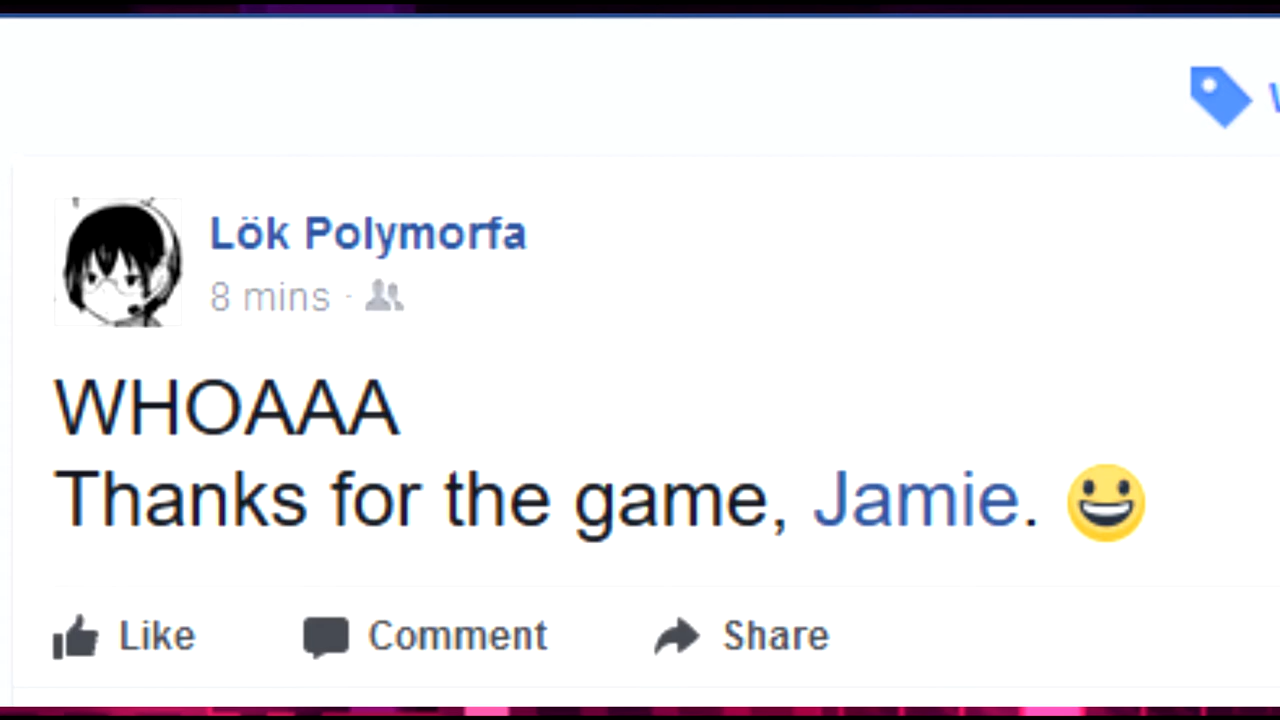 Lök Polymorfa
8 mins ·
WHOAAA
Thanks for the game, Jamie. 😀
Like Comment Share